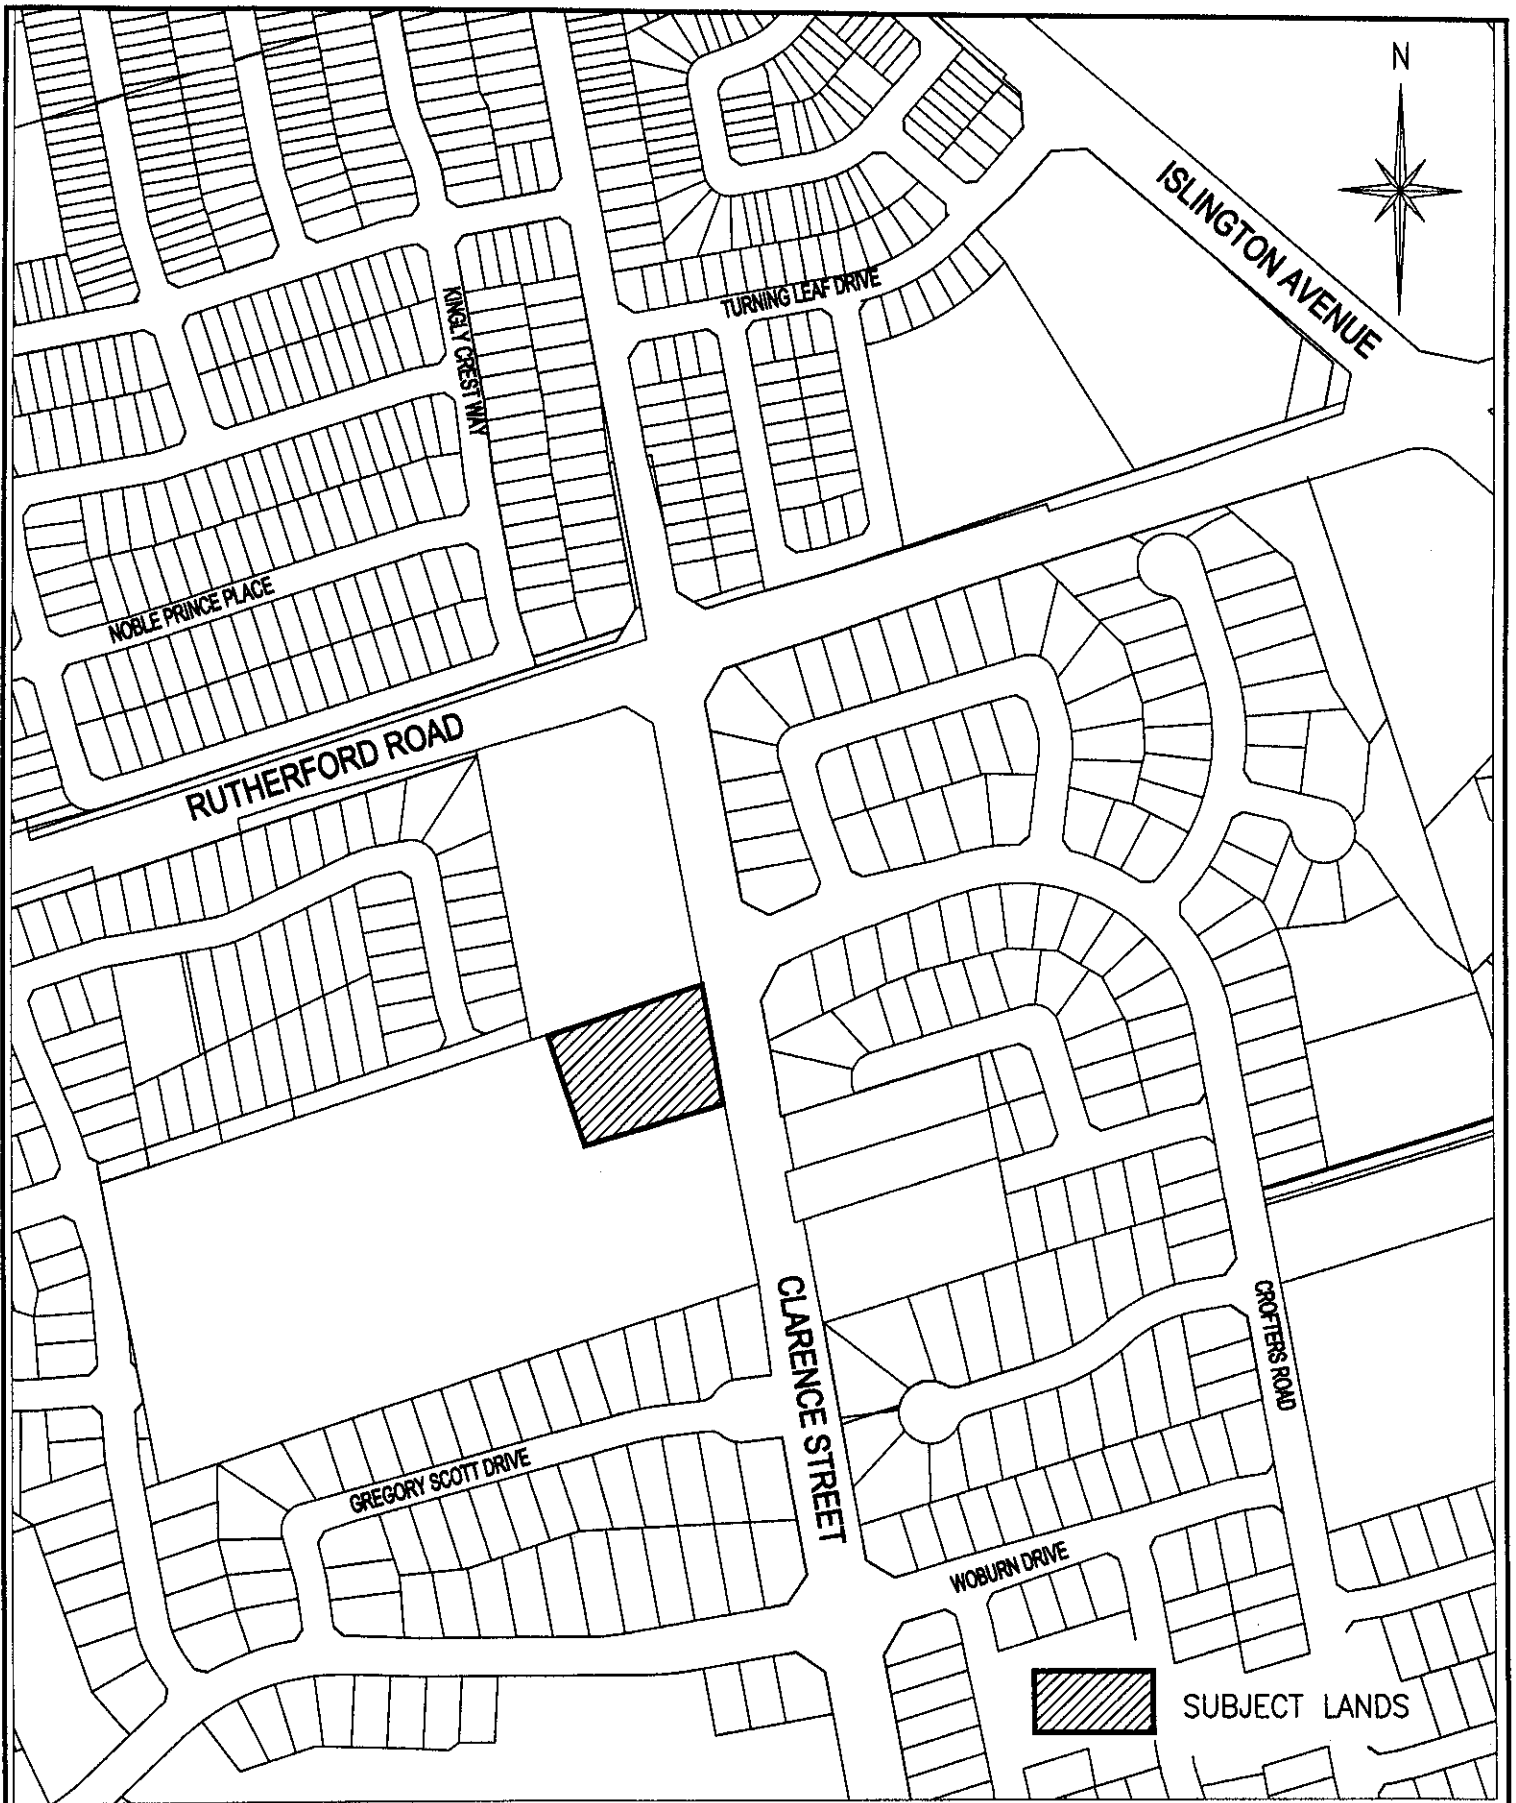 N
ISLINGTON AVENUE
TURNING LEAF DRIVE
KINGLY CREST WAY
NOBLE PRINCE PLACE
RUTHERFORD ROAD
CLARENCE STREET
CROFTERS ROAD
GREGORY SCOTT DRIVE
WOBURN DRIVE
SUBJECT LANDS